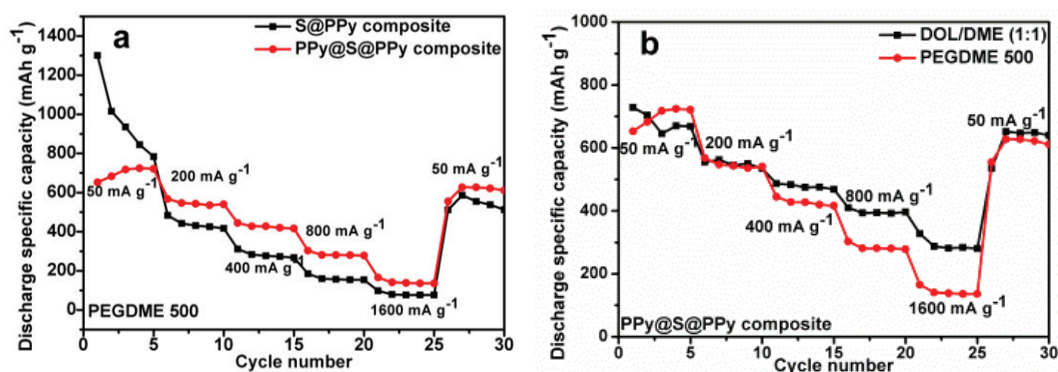 a
S@PPy composite
PPy@S@PPy composite
Discharge specific capacity (mAh g⁻¹)
1400
1200
1000
800
600
400
200
0
50 mA g⁻¹
200 mA g⁻¹
400 mA g⁻¹
800 mA g⁻¹
1600 mA g⁻¹
50 mA g⁻¹
PEGDME 500
0 5 10 15 20 25 30
Cycle number
b
DOL/DME (1:1)
PEGDME 500
Discharge specific capacity (mAh g⁻¹)
1000
800
600
400
200
0
50 mA g⁻¹
200 mA g⁻¹
400 mA g⁻¹
800 mA g⁻¹
1600 mA g⁻¹
50 mA g⁻¹
PPy@S@PPy composite
0 5 10 15 20 25 30
Cycle number